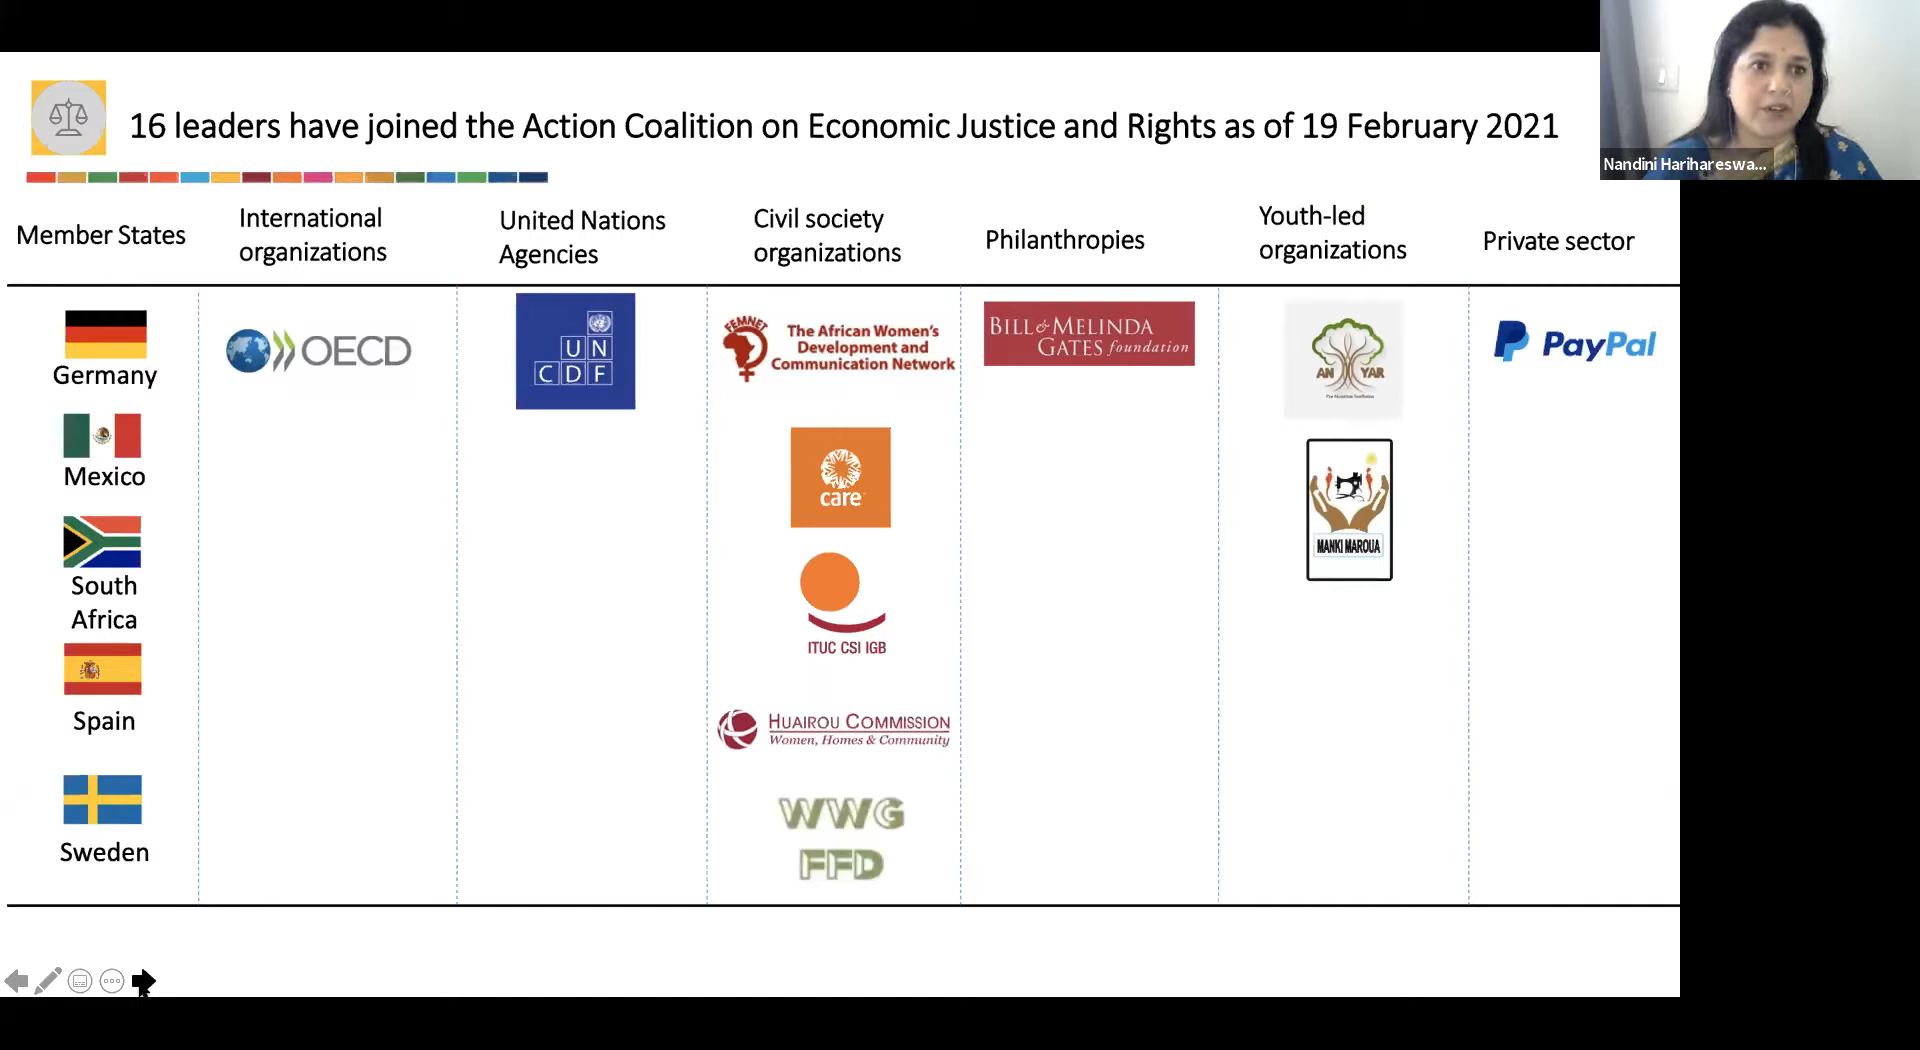 16 leaders have joined the Action Coalition on Economic Justice and Rights as of 19 February 2021
Nandini Harihareswa...
Member States
International
organizations
United Nations
Agencies
Civil society
organizations
Philanthropies
Youth-led
organizations
Private sector
Germany
Mexico
South
Africa
Spain
Sweden
OECD
UN
CDF
FEMNET
The African Women's
Development and
Communication Network
care
ITUC CSI IGB
HUAIROU COMMISSION
Women, Homes & Community
WWG
FFD
BILL & MELINDA
GATES foundation
AN YAR
MANKI MAROUA
PayPal